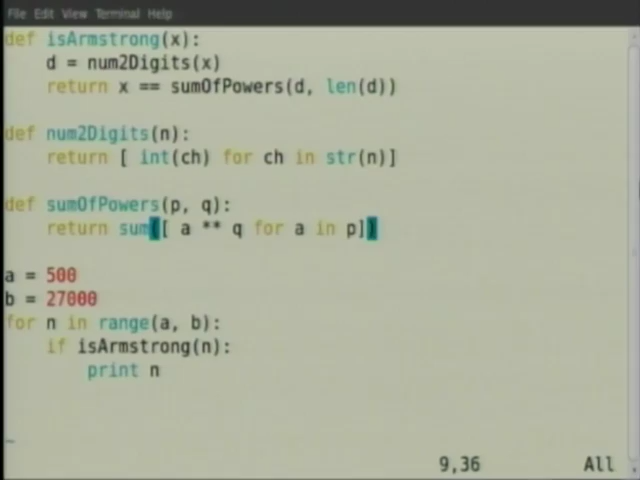 File Edit View Terminal Help
def isArmstrong(x):
    d = num2Digits(x)
    return x == sumOfPowers(d, len(d))
def num2Digits(n):
    return [ int(ch) for ch in str(n)]
def sumOfPowers(p, q):
    return sum([ a ** q for a in p])
a = 500
b = 27000
for n in range(a, b):
    if isArmstrong(n):
        print n
~
9,36 All